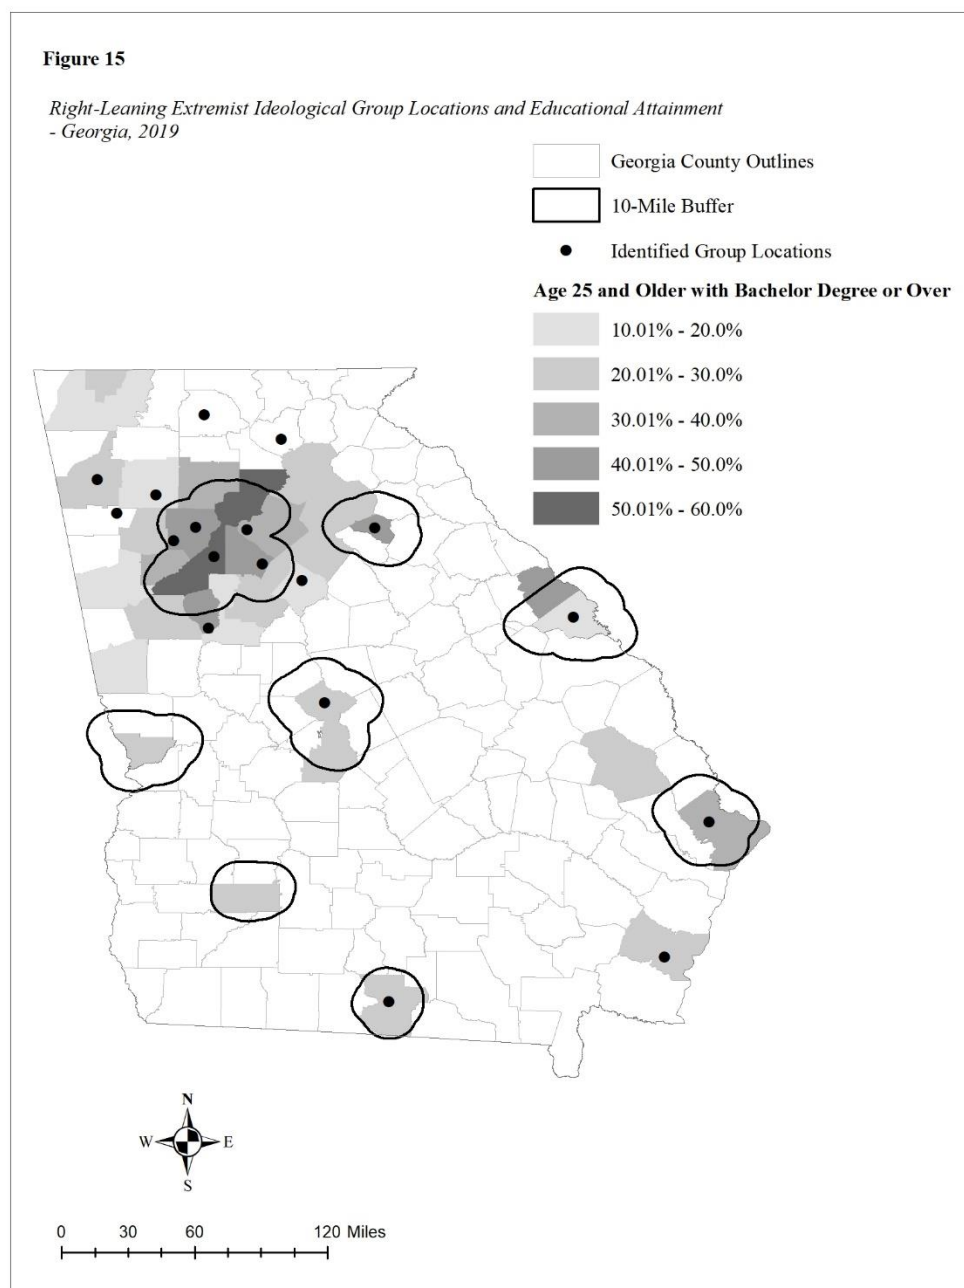 Figure 15
Right-Leaning Extremist Ideological Group Locations and Educational Attainment
- Georgia, 2019
Georgia County Outlines
10-Mile Buffer
Identified Group Locations
Age 25 and Older with Bachelor Degree or Over
10.01% - 20.0%
20.01% - 30.0%
30.01% - 40.0%
40.01% - 50.0%
50.01% - 60.0%
N
W E
S
0 30 60 120 Miles